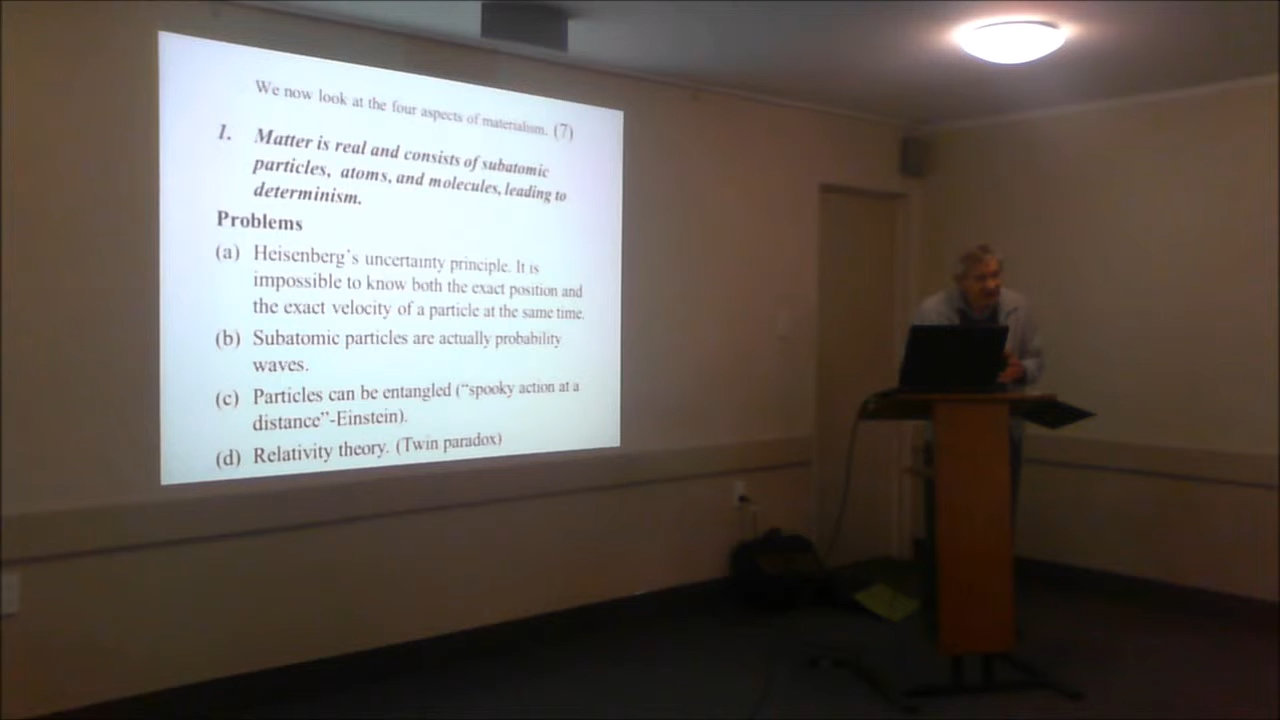 We now look at the four aspects of materialism. (7)
1. Matter is real and consists of subatomic
particles, atoms, and molecules, leading to
determinism.
Problems
(a) Heisenberg's uncertainty principle. It is
impossible to know both the exact position and
the exact velocity of a particle at the same time.
(b) Subatomic particles are actually probability
waves.
(c) Particles can be entangled ("spooky action at a
distance"-Einstein).
(d) Relativity theory. (Twin paradox)